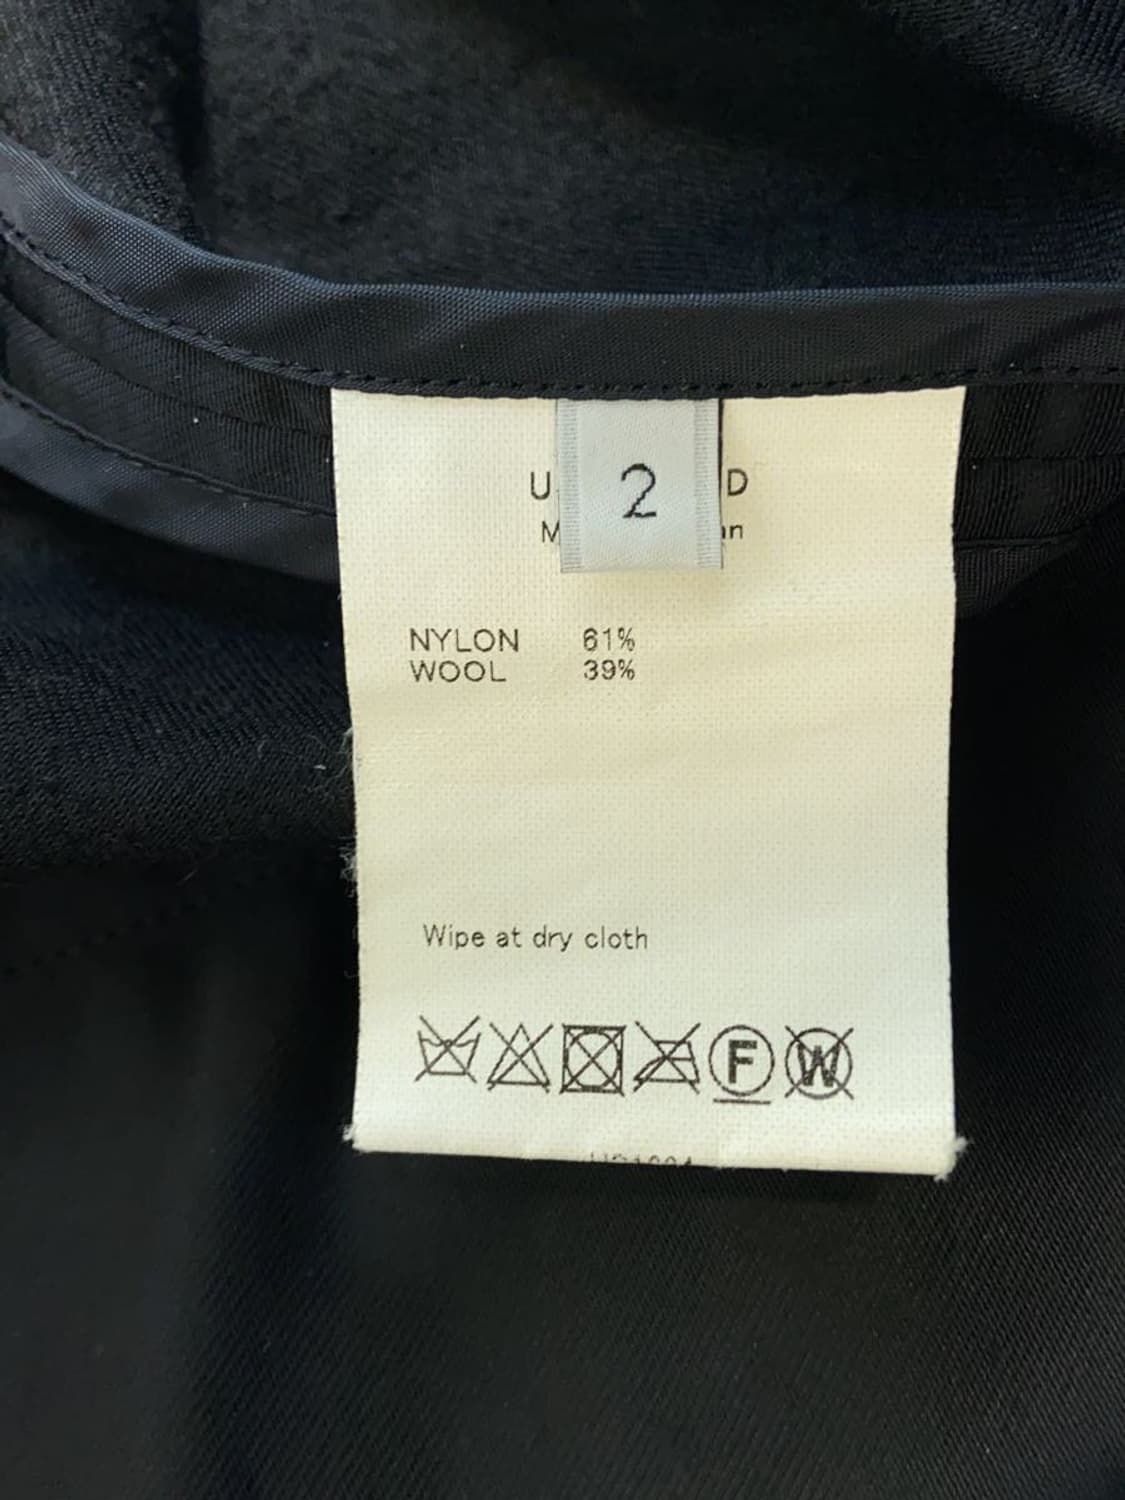 2
NYLON 61%
WOOL 39%
Wipe at dry cloth
F W